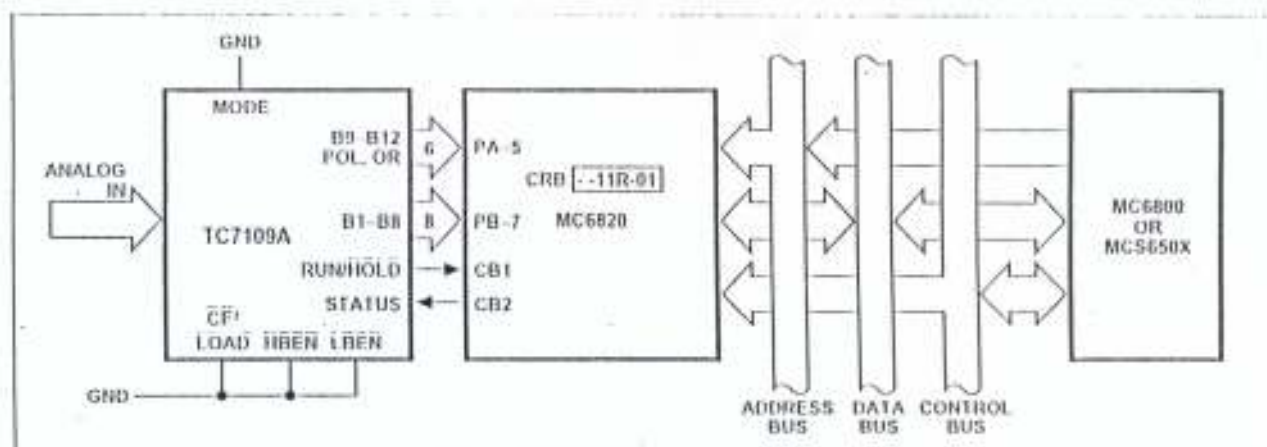 GND
MODE
B9-B12
POL, OR
6
PA-5
ANALOG
IN
CRB - -11R-01
B1-B8
8
PB-7
MC6820
TC7109A
MC6800
OR
MCS650X
RUN/HOLD
CB1
STATUS
CB2
LOAD HBEN LBEN
GND
ADDRESS
BUS
DATA
BUS
CONTROL
BUS